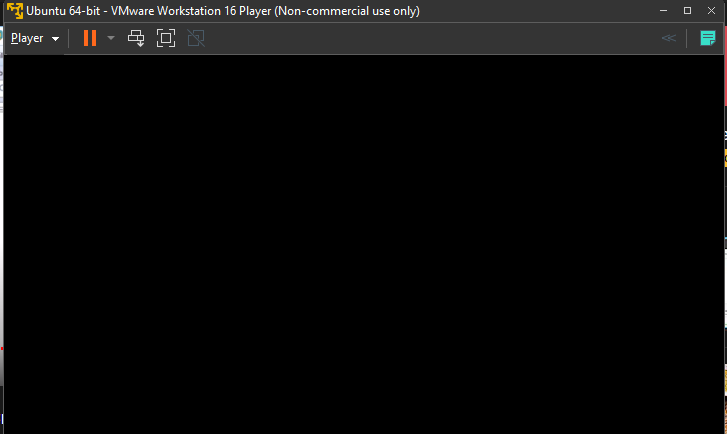 Ubuntu 64-bit - VMware Workstation 16 Player (Non-commercial use only)
Player